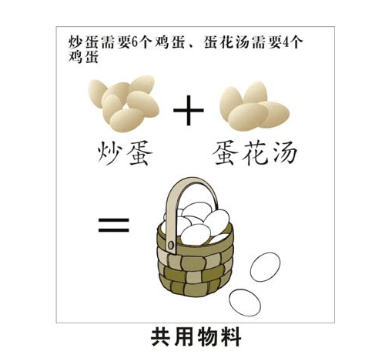 炒蛋需要6个鸡蛋、蛋花汤需要4个
鸡蛋
+
炒蛋 蛋花汤
=
共用物料